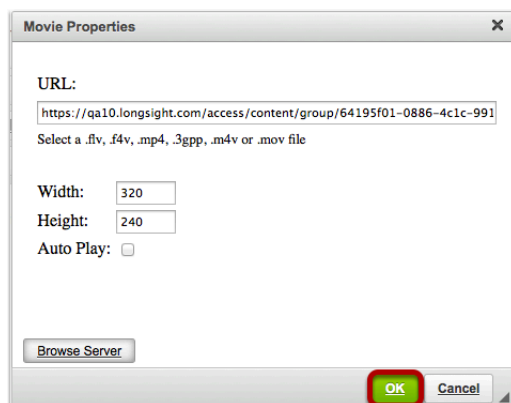 Movie Properties
URL:
https://qa10.longsight.com/access/content/group/64195f01-0886-4c1c-991
Select a .flv, .f4v, .mp4, .3gpp, .m4v or .mov file
Width: 320
Height: 240
Auto Play:
Browse Server
OK Cancel